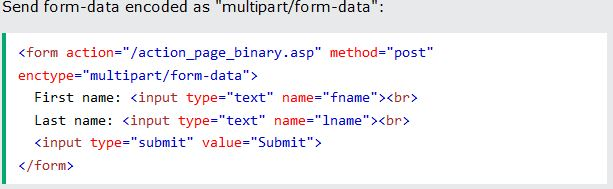 Send form-data encoded as "multipart/form-data":
<form action="/action_page_binary.asp" method="post"
enctype="multipart/form-data">
First name: <input type="text" name="fname"><br>
Last name: <input type="text" name="lname"><br>
<input type="submit" value="Submit">
</form>